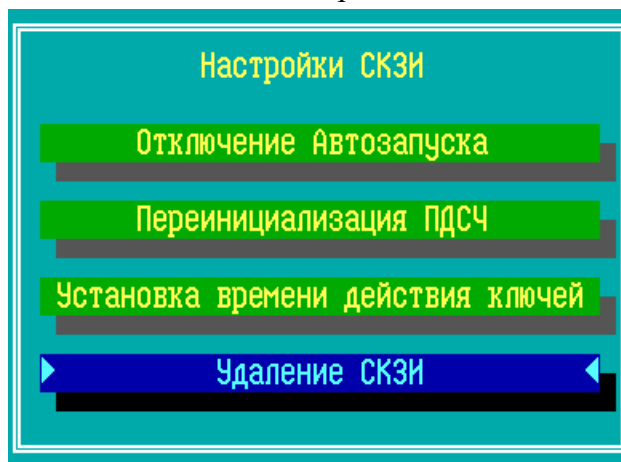 Настройки СКЗИ
Отключение Автозапуска
Переинициализация ПДСЧ
Установка времени действия ключей
Удаление СКЗИ